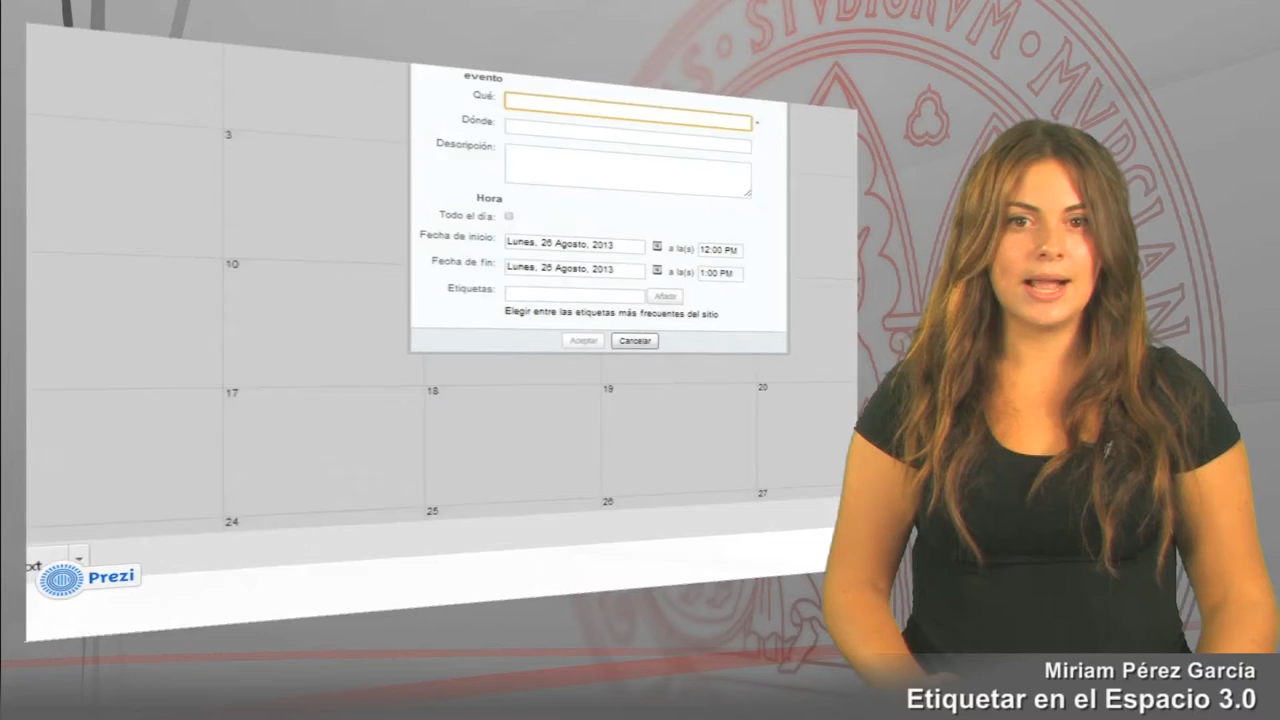 STVDIORVM
MVRCIAN
evento
Qué:
Dónde:
Descripción:
Hora
Todo el día:
Fecha de inicio: Lunes, 26 Agosto, 2013 a la(s) 12:00 PM
Fecha de fin: Lunes, 26 Agosto, 2013 a la(s) 1:00 PM
Etiquetas: Añadir
Elegir entre las etiquetas más frecuentes del sitio
Aceptar Cancelar
3
10
17 18 19 20
24 25 26 27
xt
Prezi
Miriam Pérez García
Etiquetar en el Espacio 3.0